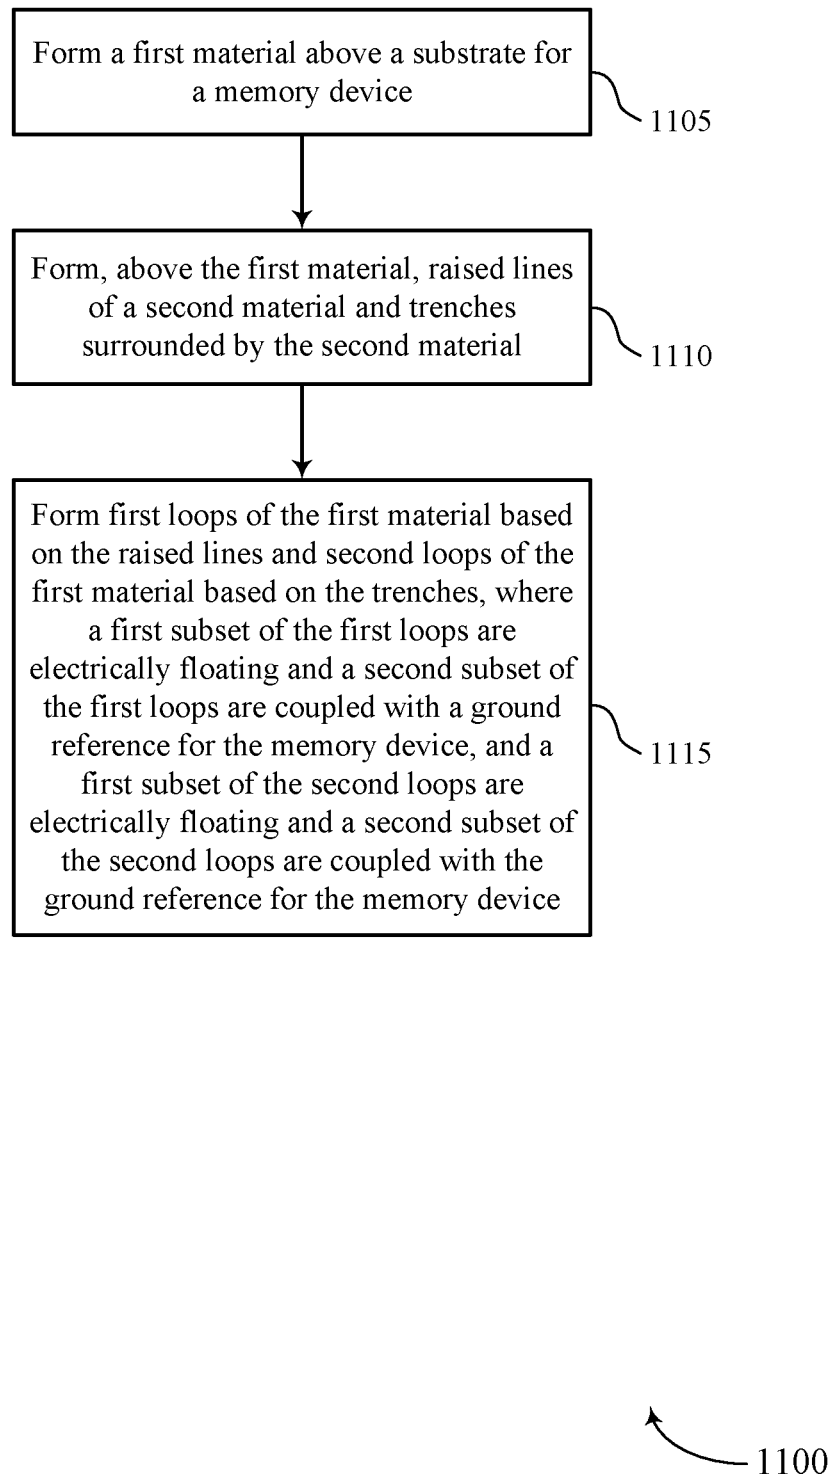 Form a first material above a substrate for
a memory device
1105
Form, above the first material, raised lines
of a second material and trenches
surrounded by the second material
1110
Form first loops of the first material based
on the raised lines and second loops of the
first material based on the trenches, where
a first subset of the first loops are
electrically floating and a second subset of
the first loops are coupled with a ground
reference for the memory device, and a
first subset of the second loops are
electrically floating and a second subset of
the second loops are coupled with the
ground reference for the memory device
1115
1100